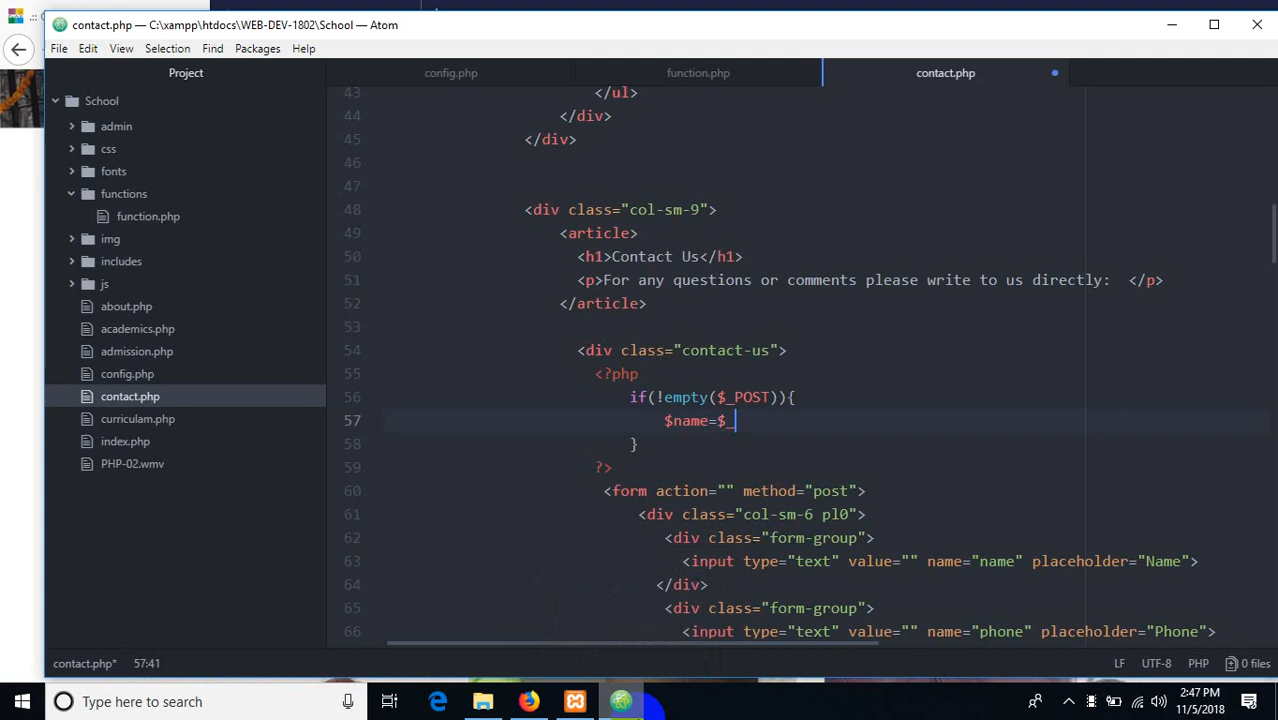 .::
contact.php — C:\xampp\htdocs\WEB-DEV-1802\School — Atom
File Edit View Selection Find Packages Help
Project
config.php function.php contact.php
School
admin
css
fonts
functions
function.php
img
includes
js
about.php
academics.php
admission.php
config.php
contact.php
curriculam.php
index.php
PHP-02.wmv
43 </ul>
44 </div>
45 </div>
46
47
48 <div class="col-sm-9">
49 <article>
50 <h1>Contact Us</h1>
51 <p>For any questions or comments please write to us directly:  </p>
52 </article>
53
54 <div class="contact-us">
55 <?php
56 if(!empty($_POST)){
57 $name=$_
58 }
59 ?>
60 <form action="" method="post">
61 <div class="col-sm-6 pl0">
62 <div class="form-group">
63 <input type="text" value="" name="name" placeholder="Name">
64 </div>
65 <div class="form-group">
66 <input type="text" value="" name="phone" placeholder="Phone">
contact.php* 57:41 LF UTF-8 PHP 0 files
Type here to search
2:47 PM
11/5/2018